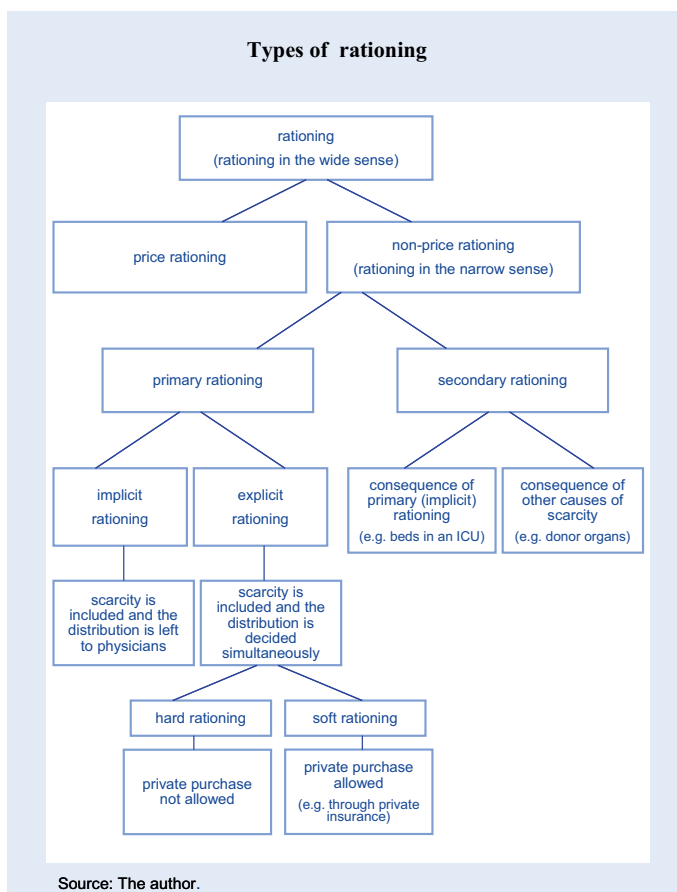 Types of rationing
rationing
(rationing in the wide sense)
price rationing
non-price rationing
(rationing in the narrow sense)
primary rationing
secondary rationing
implicit
rationing
explicit
rationing
consequence of
primary (implicit)
rationing
(e.g. beds in an ICU)
consequence of
other causes of
scarcity
(e.g. donor organs)
scarcity is
included and the
distribution is left
to physicians
scarcity is
included and the
distribution is
decided
simultaneously
hard rationing
soft rationing
private purchase
not allowed
private purchase
allowed
(e.g. through private
insurance)
Source: The author.